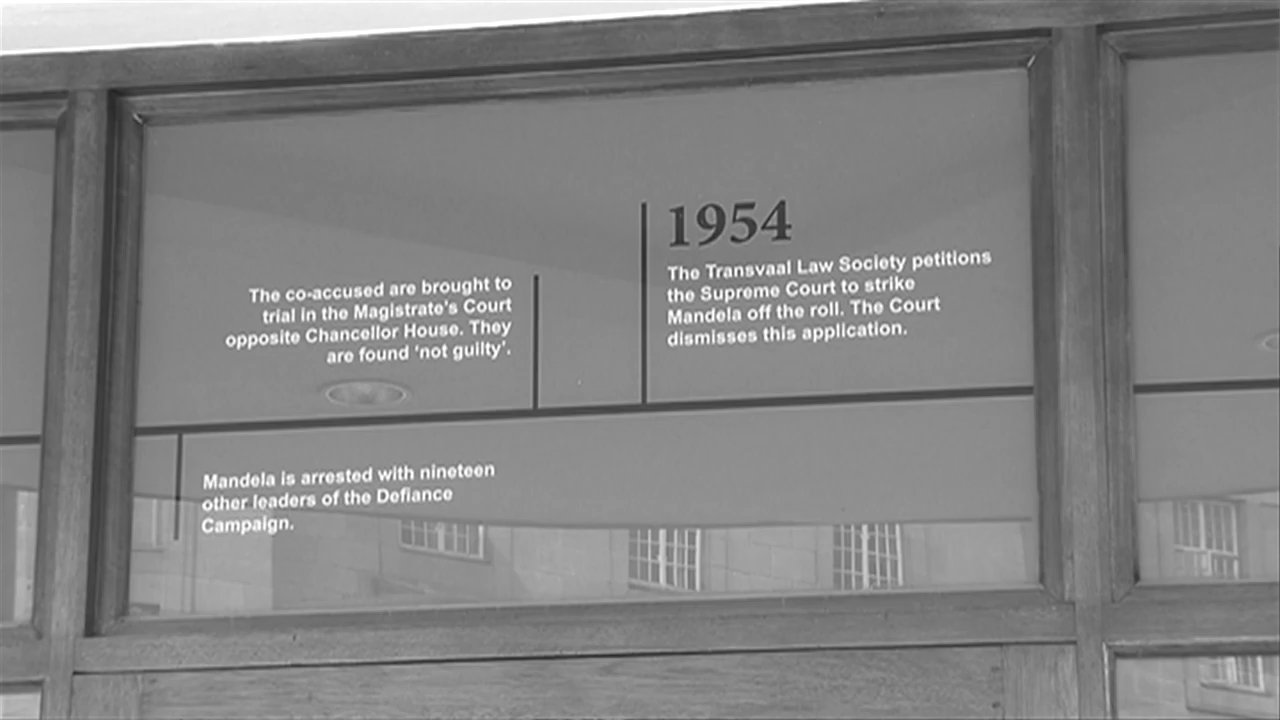 The co-accused are brought to
trial in the Magistrate's Court
opposite Chancellor House. They
are found 'not guilty'.
1954
The Transvaal Law Society petitions
the Supreme Court to strike
Mandela off the roll. The Court
dismisses this application.
Mandela is arrested with nineteen
other leaders of the Defiance
Campaign.